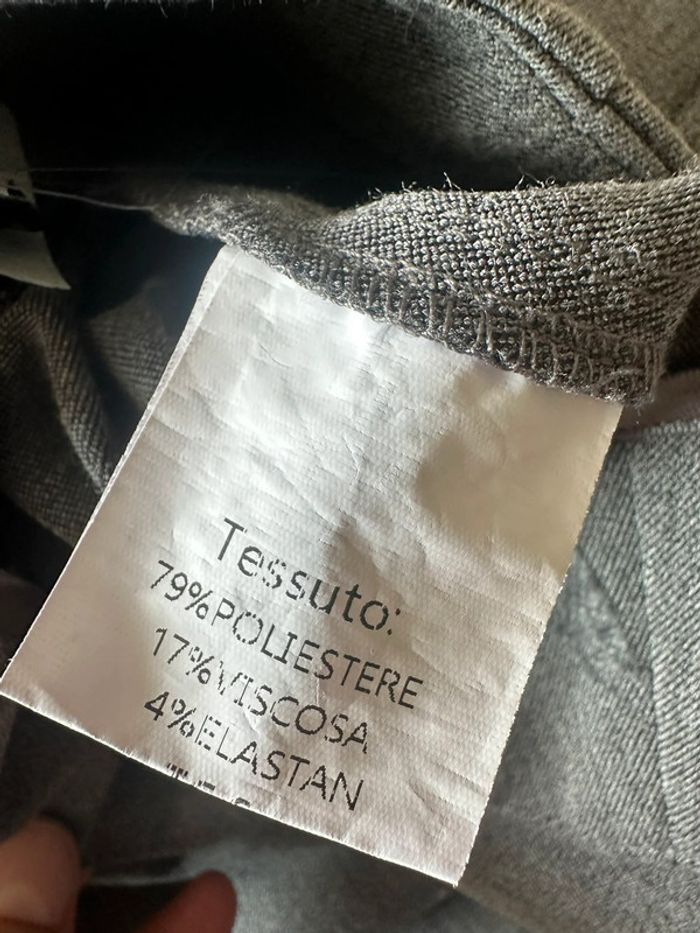 Tessuto:
79%POLIESTERE
17%VISCOSA
4%ELASTAN